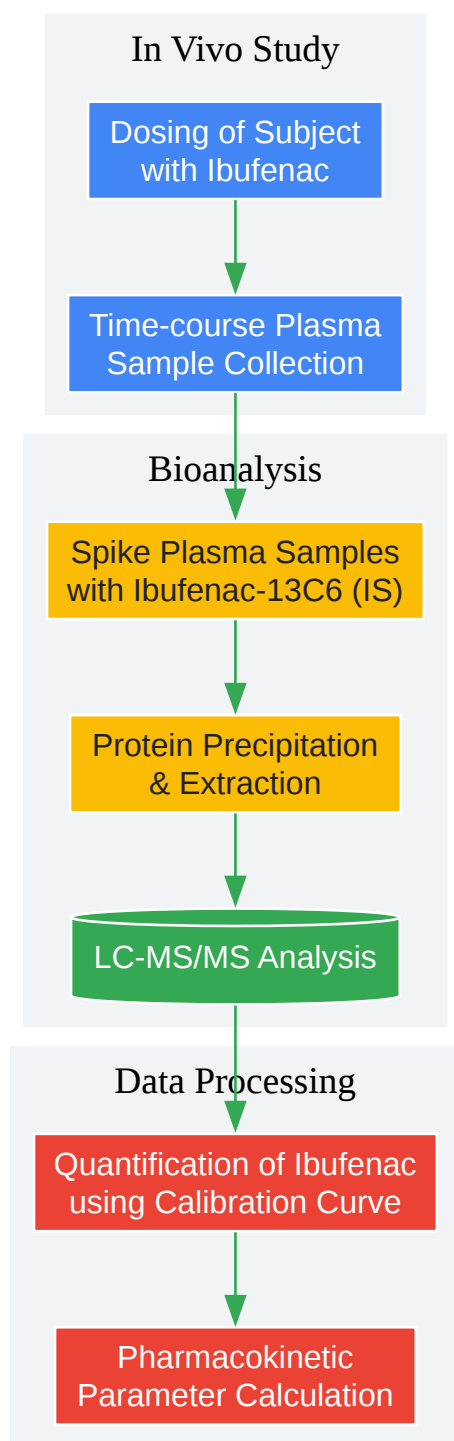 In Vivo Study
Dosing of Subject
with Ibufenac
Time-course Plasma
Sample Collection
Bioanalysis
Spike Plasma Samples
with Ibufenac-13C6 (IS)
Protein Precipitation
& Extraction
LC-MS/MS Analysis
Data Processing
Quantification of Ibufenac
using Calibration Curve
Pharmacokinetic
Parameter Calculation